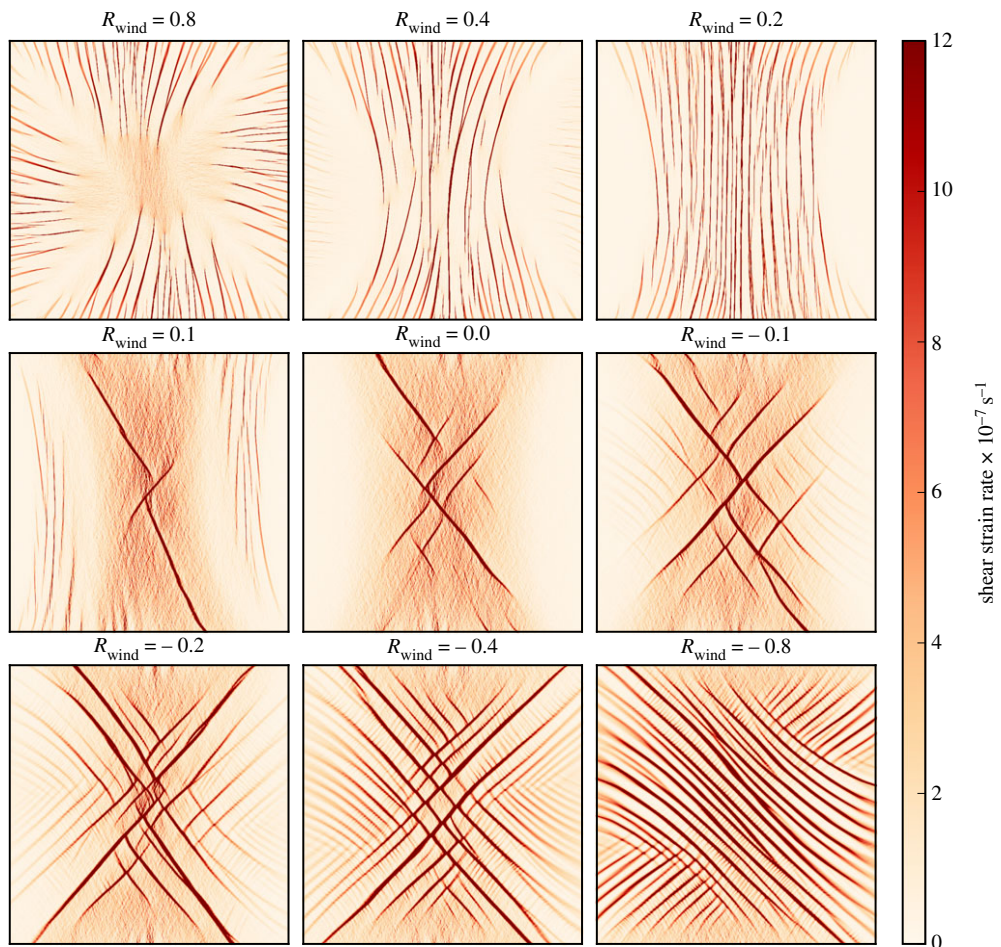 R_wind = 0.8
R_wind = 0.4
R_wind = 0.2
R_wind = 0.1
R_wind = 0.0
R_wind = − 0.1
R_wind = − 0.2
R_wind = − 0.4
R_wind = − 0.8
12
10
8
6
4
2
0
shear strain rate × 10⁻⁷ s⁻¹